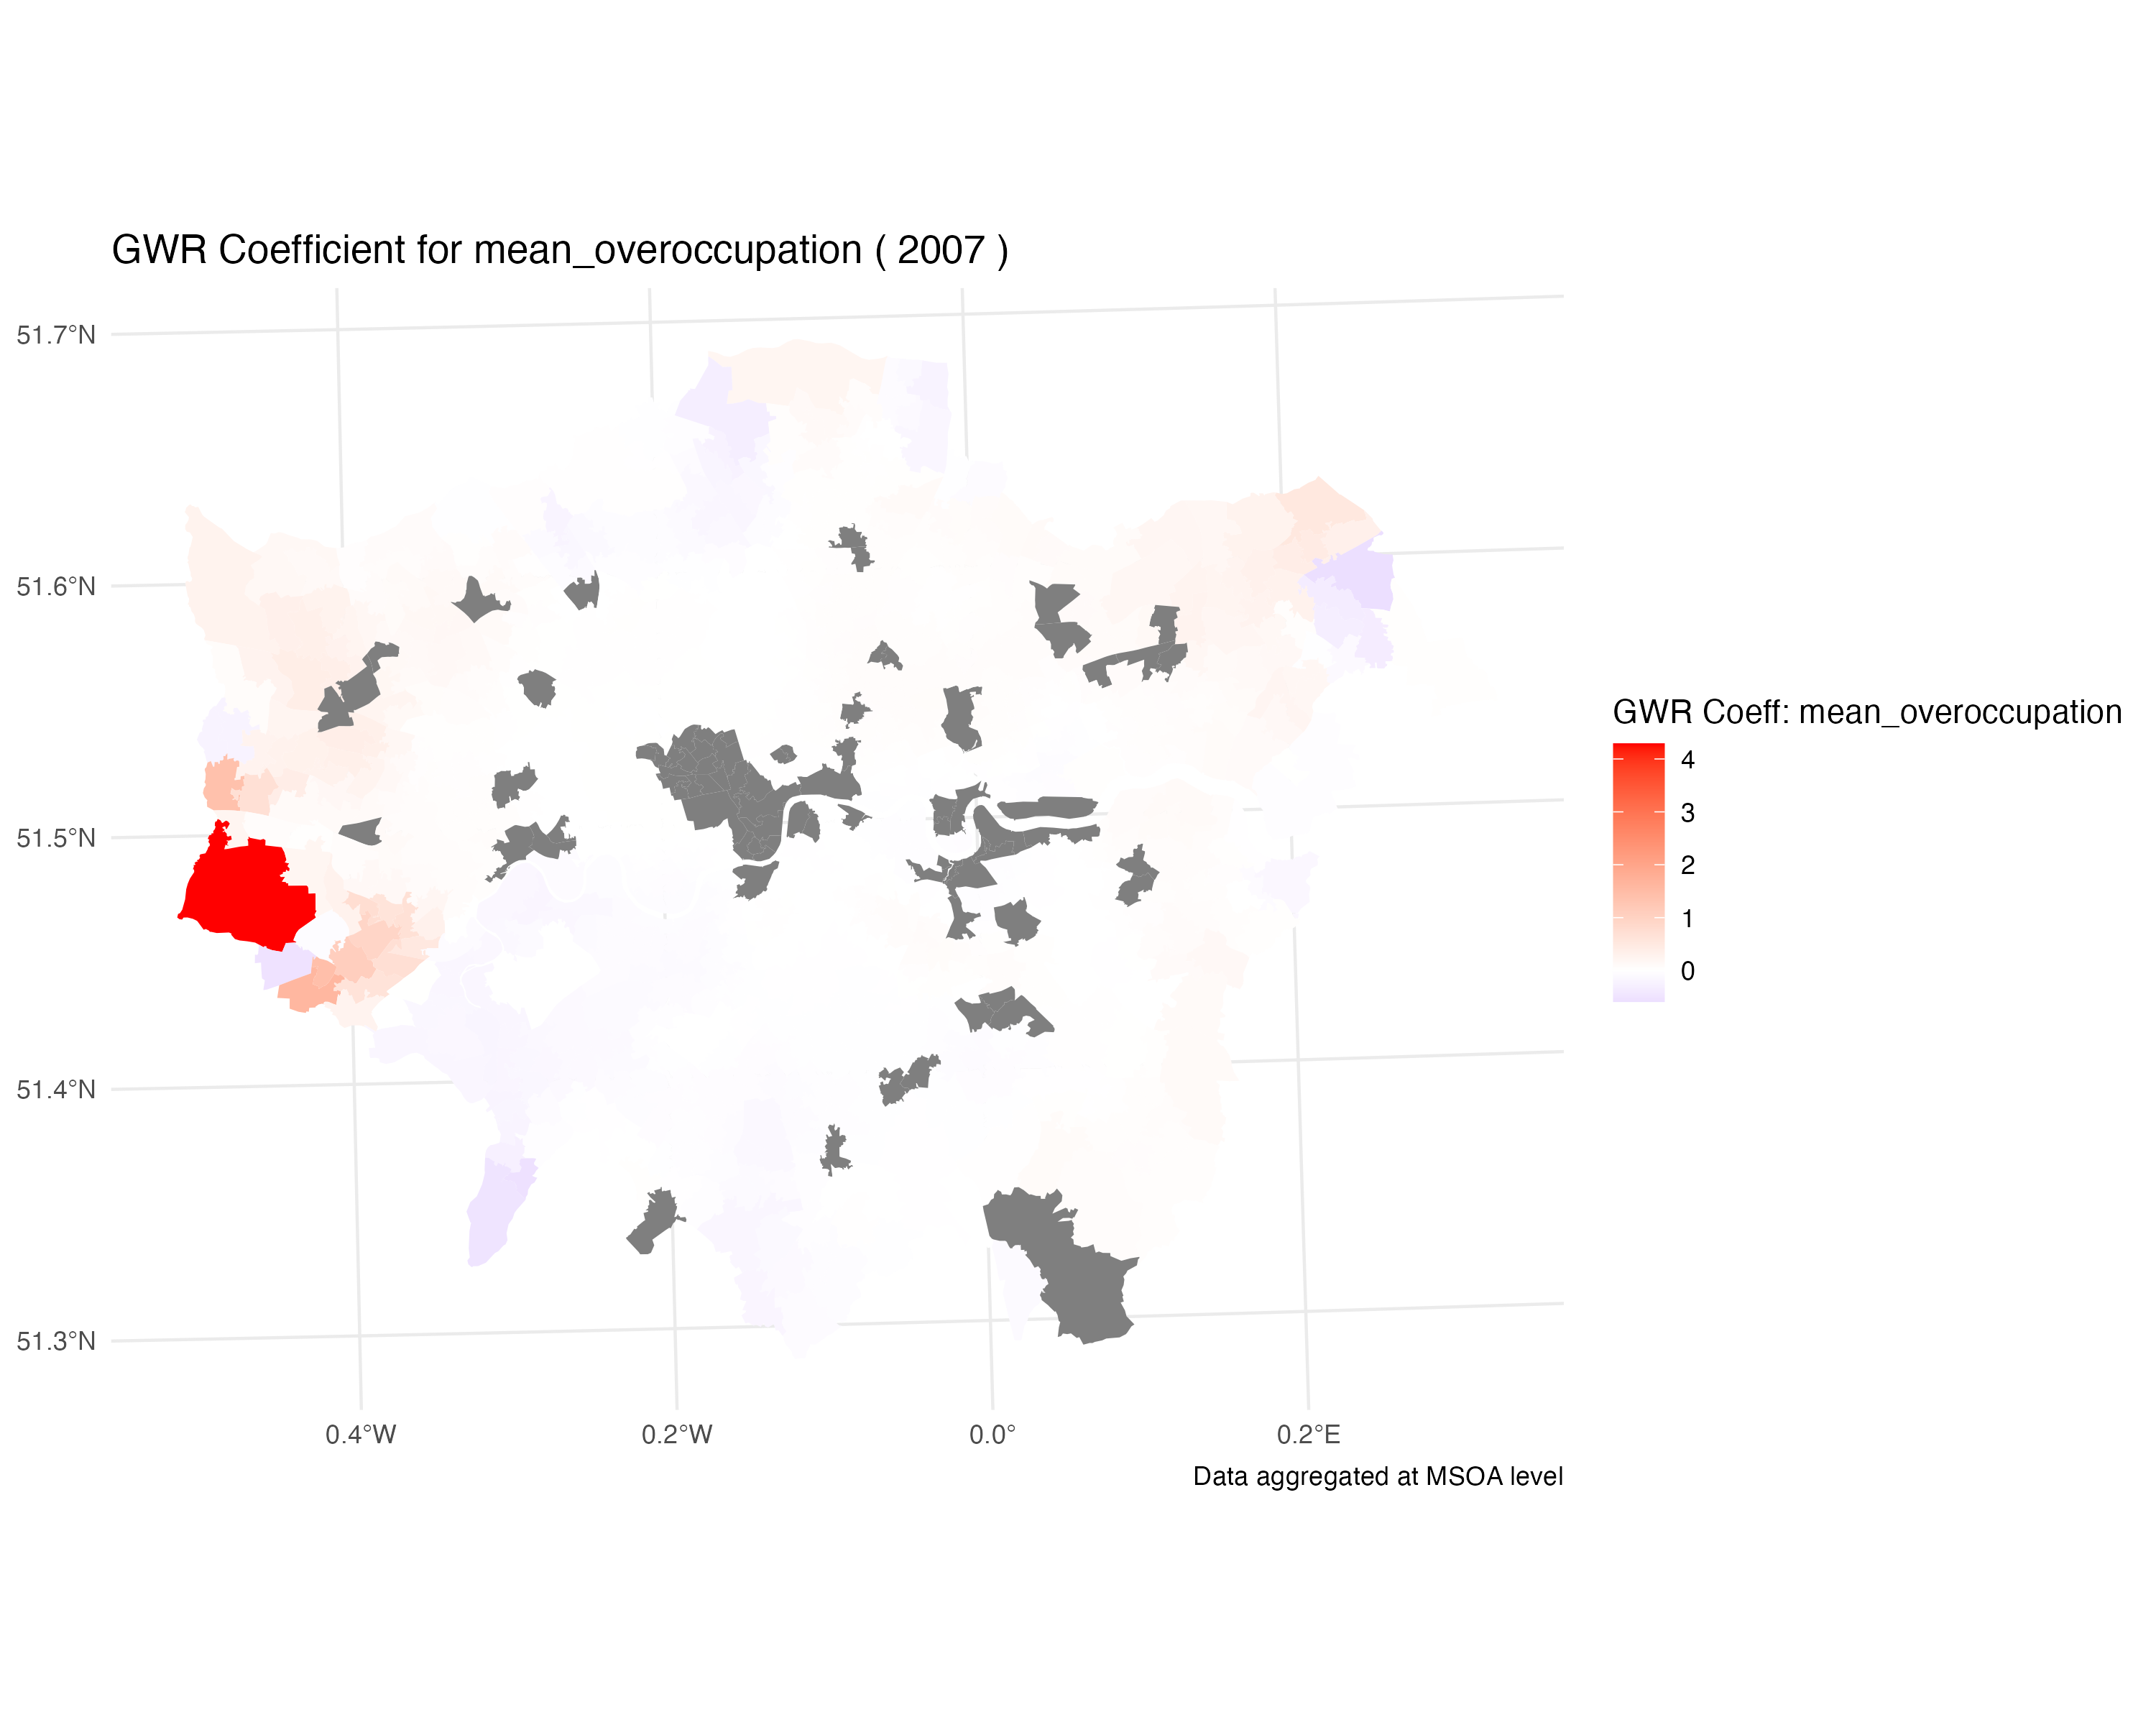 GWR Coefficient for mean_overoccupation ( 2007 )
51.7°N
51.6°N
51.5°N
51.4°N
51.3°N
0.4°W
0.2°W
0.0°
0.2°E
GWR Coeff: mean_overoccupation
4
3
2
1
0
Data aggregated at MSOA level